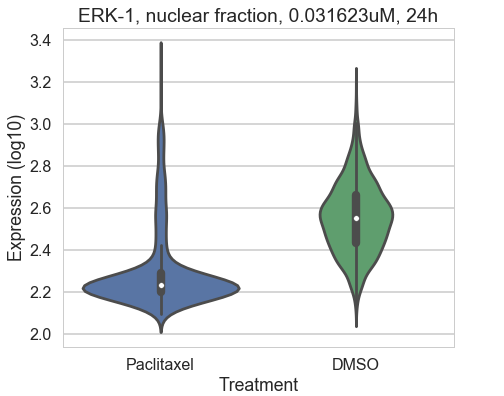 ERK-1, nuclear fraction, 0.031623uM, 24h
Expression (log10)
3.4
3.2
3.0
2.8
2.6
2.4
2.2
2.0
Paclitaxel DMSO
Treatment